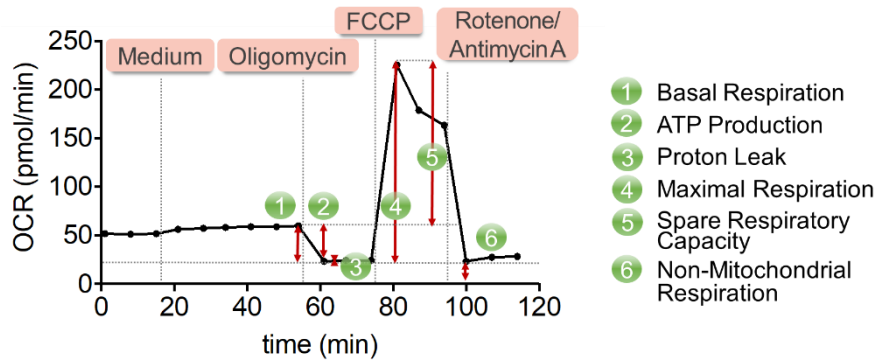 FCCP
Rotenone/
Antimycin A
Medium
Oligomycin
OCR (pmol/min)
250
200
150
100
50
0
0 20 40 60 80 100 120
time (min)
1
2
3
4
5
6
1 Basal Respiration
2 ATP Production
3 Proton Leak
4 Maximal Respiration
5 Spare Respiratory
Capacity
6 Non-Mitochondrial
Respiration